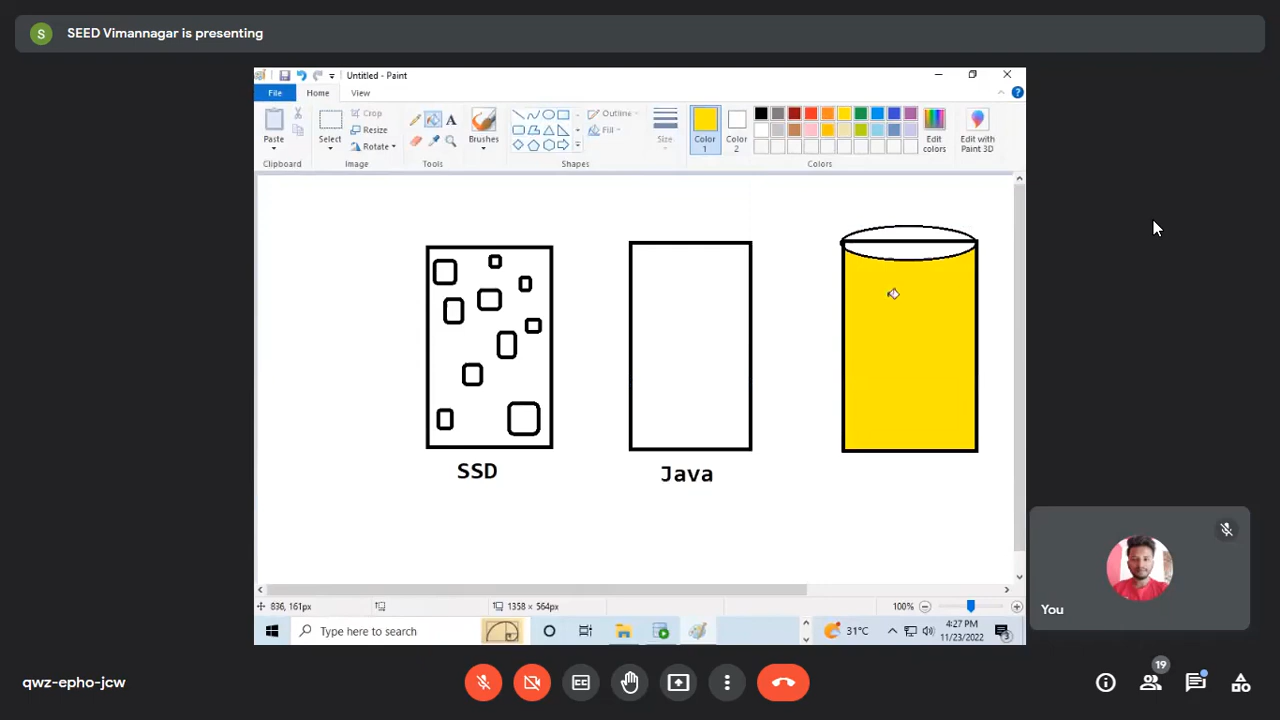 S SEED Vimannagar is presenting
Untitled - Paint
File Home View
Paste
Clipboard
Select
Crop
Resize
Rotate
Image
A
Tools
Brushes
Outline
Fill
Shapes
Size
Color 1
Color 2
Edit colors
Colors
Edit with Paint 3D
SSD
Java
836, 161px
1358 × 564px
100%
Type here to search
31°C
4:27 PM
11/23/2022
3
You
qwz-epho-jcw
CC
19